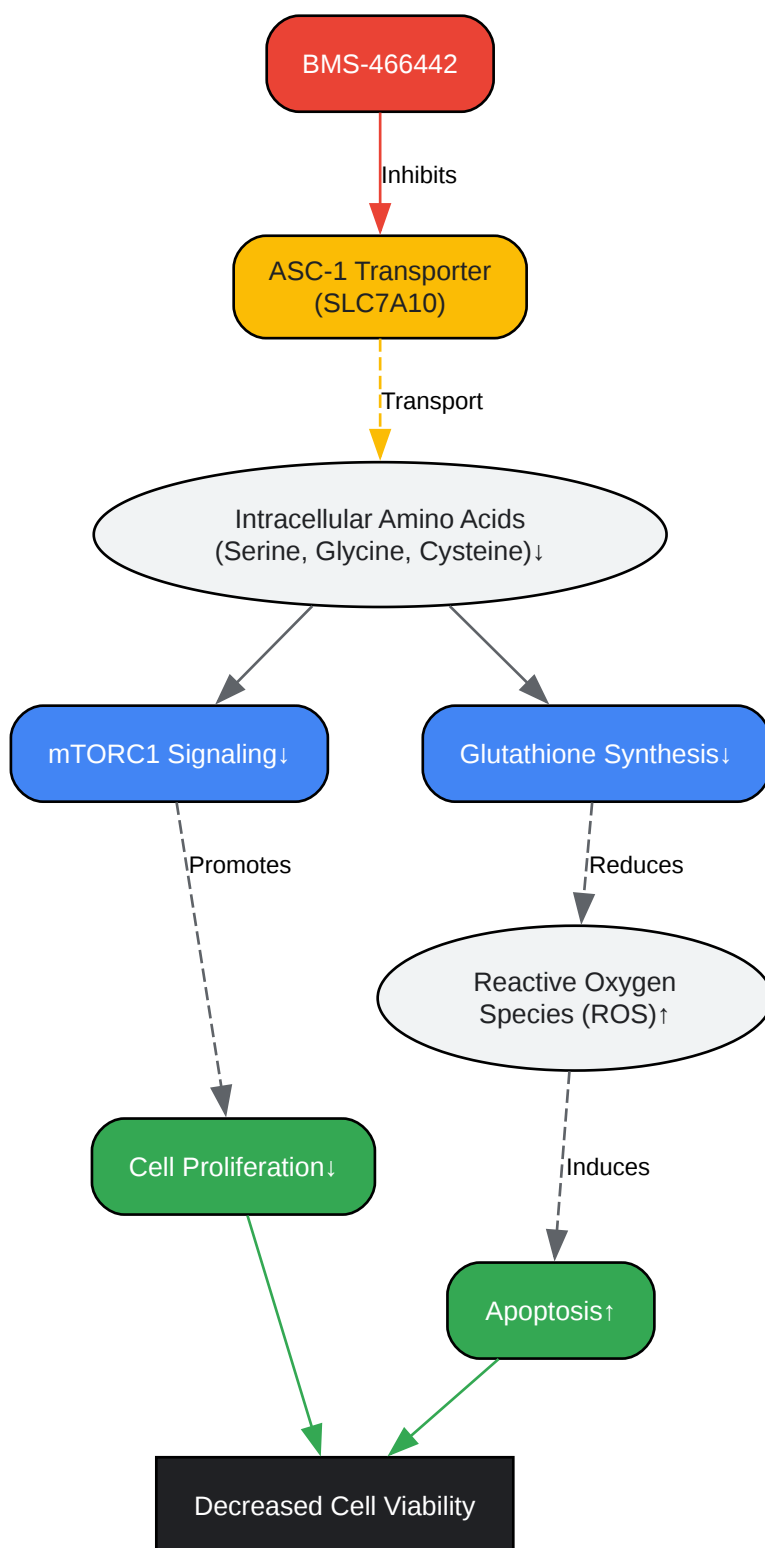 BMS-466442
Inhibits
ASC-1 Transporter
(SLC7A10)
Transport
Intracellular Amino Acids
(Serine, Glycine, Cysteine)↓
mTORC1 Signaling↓
Glutathione Synthesis↓
Promotes
Reduces
Reactive Oxygen
Species (ROS)↑
Cell Proliferation↓
Induces
Apoptosis↑
Decreased Cell Viability